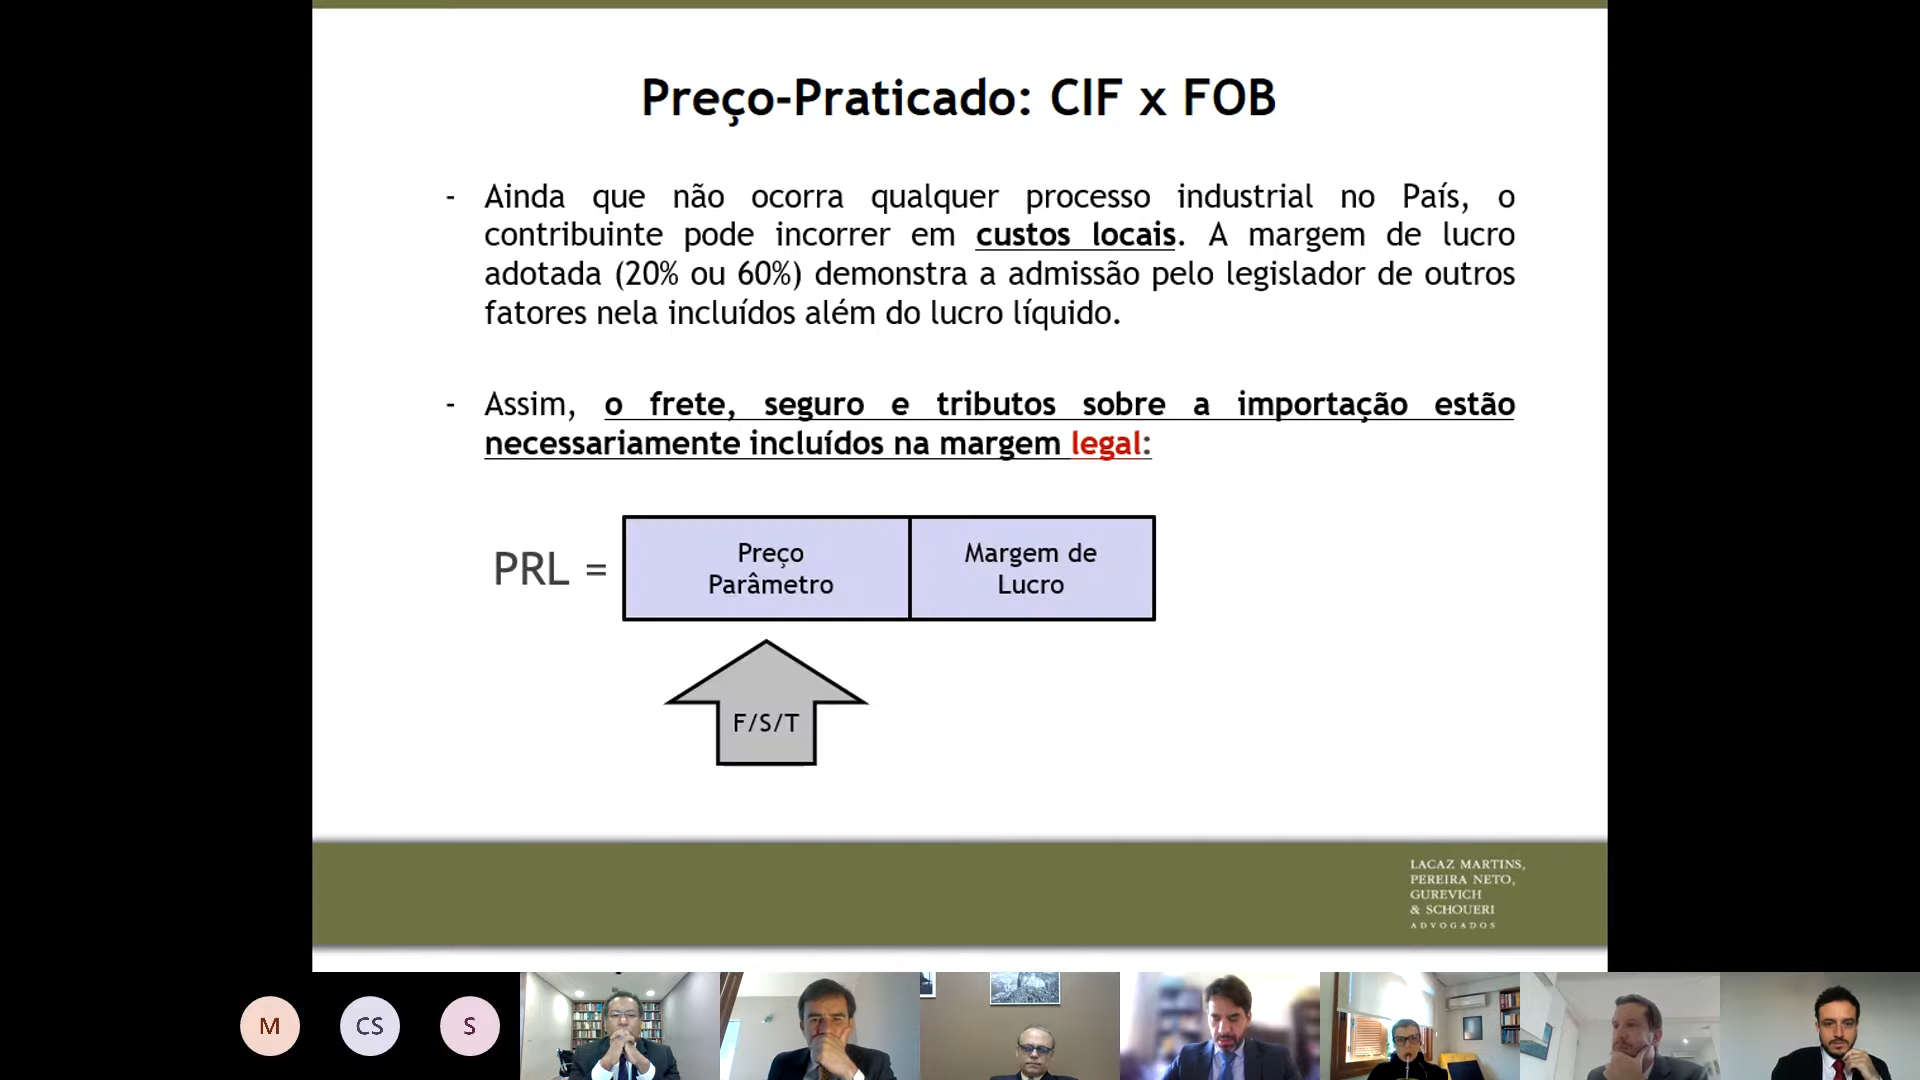 Preço-Praticado: CIF x FOB
- Ainda que não ocorra qualquer processo industrial no País, o
contribuinte pode incorrer em custos locais. A margem de lucro
adotada (20% ou 60%) demonstra a admissão pelo legislador de outros
fatores nela incluídos além do lucro líquido.
- Assim, o frete, seguro e tributos sobre a importação estão
necessariamente incluídos na margem legal:
PRL =
Preço
Parâmetro
Margem de
Lucro
F/S/T
LACAZ MARTINS,
PEREIRA NETO,
GUREVICH
& SCHOUERI
ADVOGADOS
M
CS
S